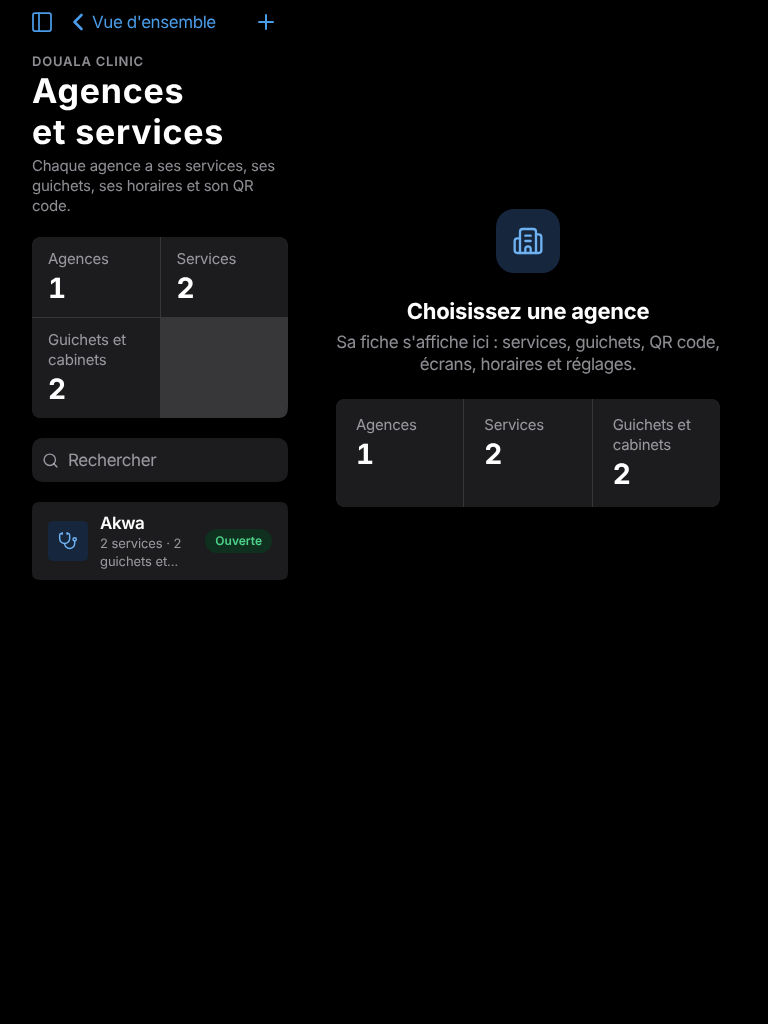 Vue d'ensemble
DOUALA CLINIC
Agences
et services
Chaque agence a ses services, ses
guichets, ses horaires et son QR
code.
Agences
1
Services
2
Guichets et
cabinets
2
Rechercher
Akwa
2 services · 2
guichets et…
Ouverte
Choisissez une agence
Sa fiche s'affiche ici : services, guichets, QR code,
écrans, horaires et réglages.
Agences
1
Services
2
Guichets et
cabinets
2